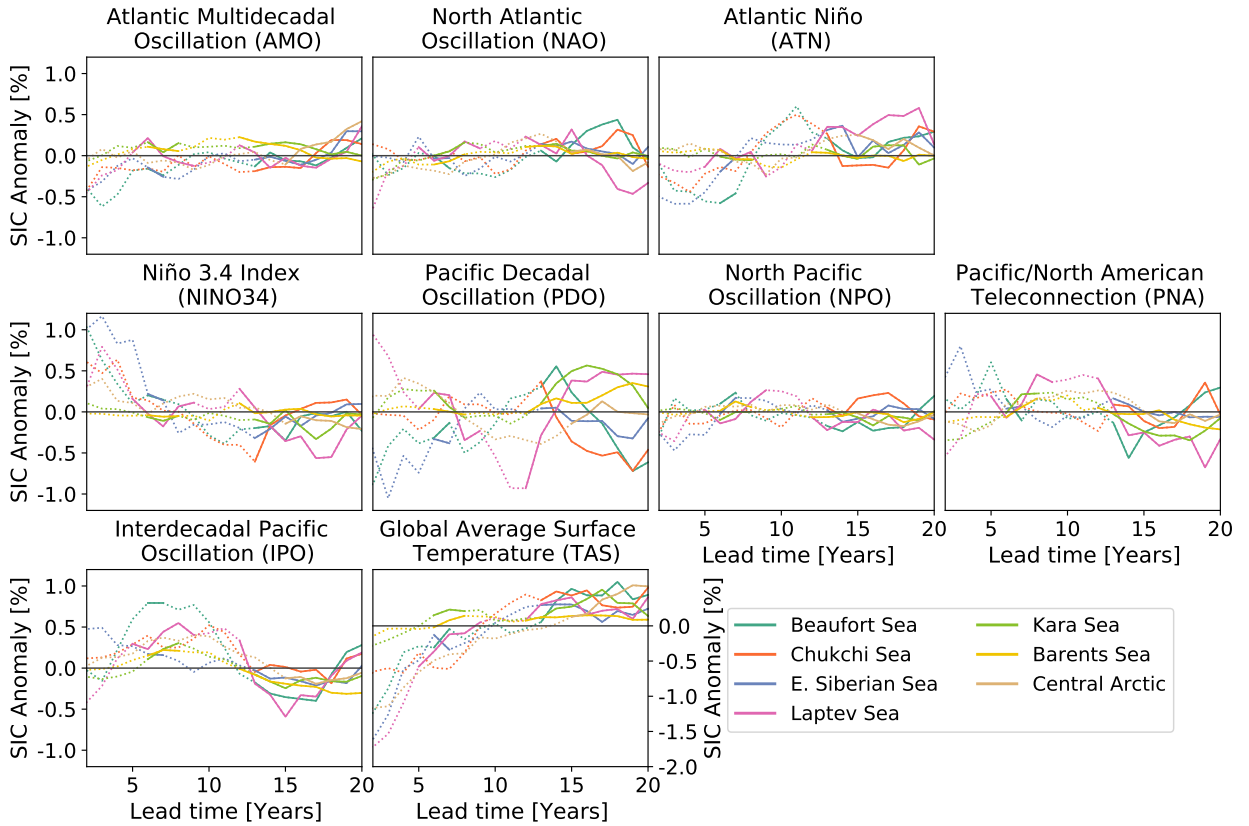 Atlantic Multidecadal
Oscillation (AMO)
North Atlantic
Oscillation (NAO)
Atlantic Niño
(ATN)
SIC Anomaly [%]
1.0
0.5
0.0
-0.5
-1.0
Niño 3.4 Index
(NINO34)
Pacific Decadal
Oscillation (PDO)
North Pacific
Oscillation (NPO)
Pacific/North American
Teleconnection (PNA)
SIC Anomaly [%]
1.0
0.5
0.0
-0.5
-1.0
5 10 15 20
Lead time [Years]
5 10 15 20
Lead time [Years]
Interdecadal Pacific
Oscillation (IPO)
Global Average Surface
Temperature (TAS)
SIC Anomaly [%]
1.0
0.5
0.0
-0.5
-1.0
5 10 15 20
Lead time [Years]
5 10 15 20
Lead time [Years]
0.0
-0.5
-1.0
-1.5
-2.0
SIC Anomaly [%]
Beaufort Sea
Chukchi Sea
E. Siberian Sea
Laptev Sea
Kara Sea
Barents Sea
Central Arctic